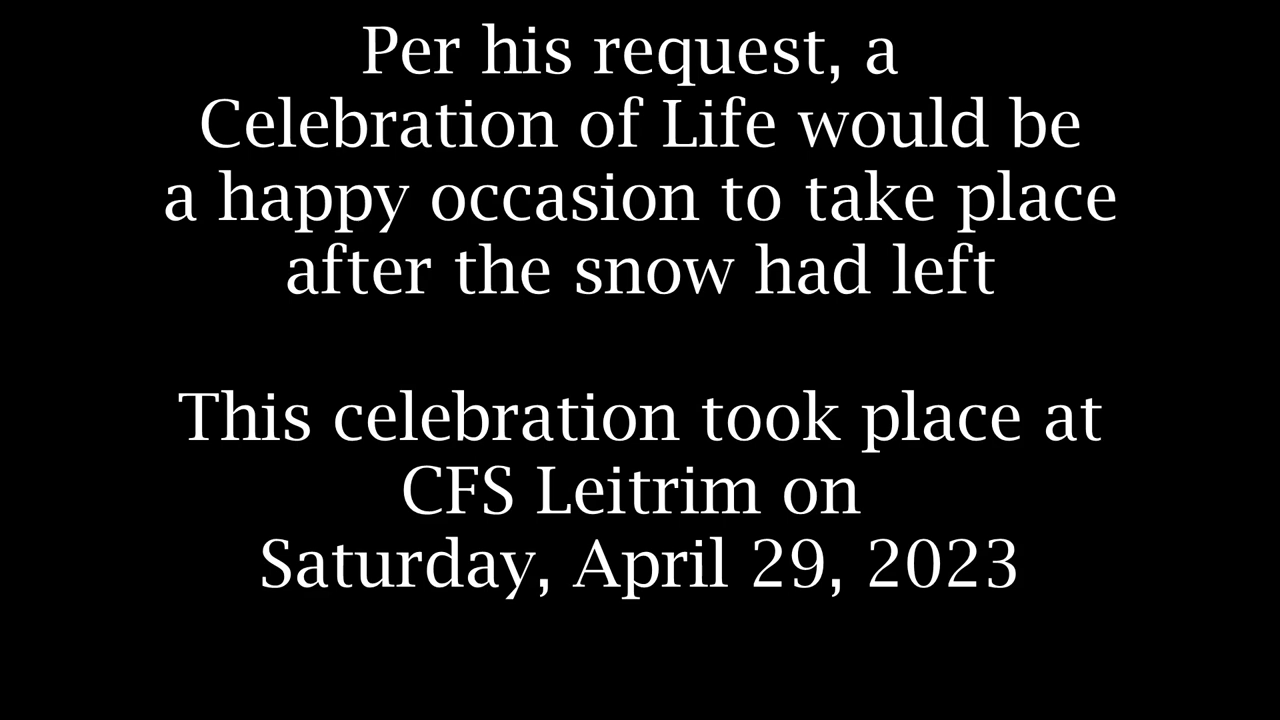 Per his request, a
Celebration of Life would be
a happy occasion to take place
after the snow had left
This celebration took place at
CFS Leitrim on
Saturday, April 29, 2023